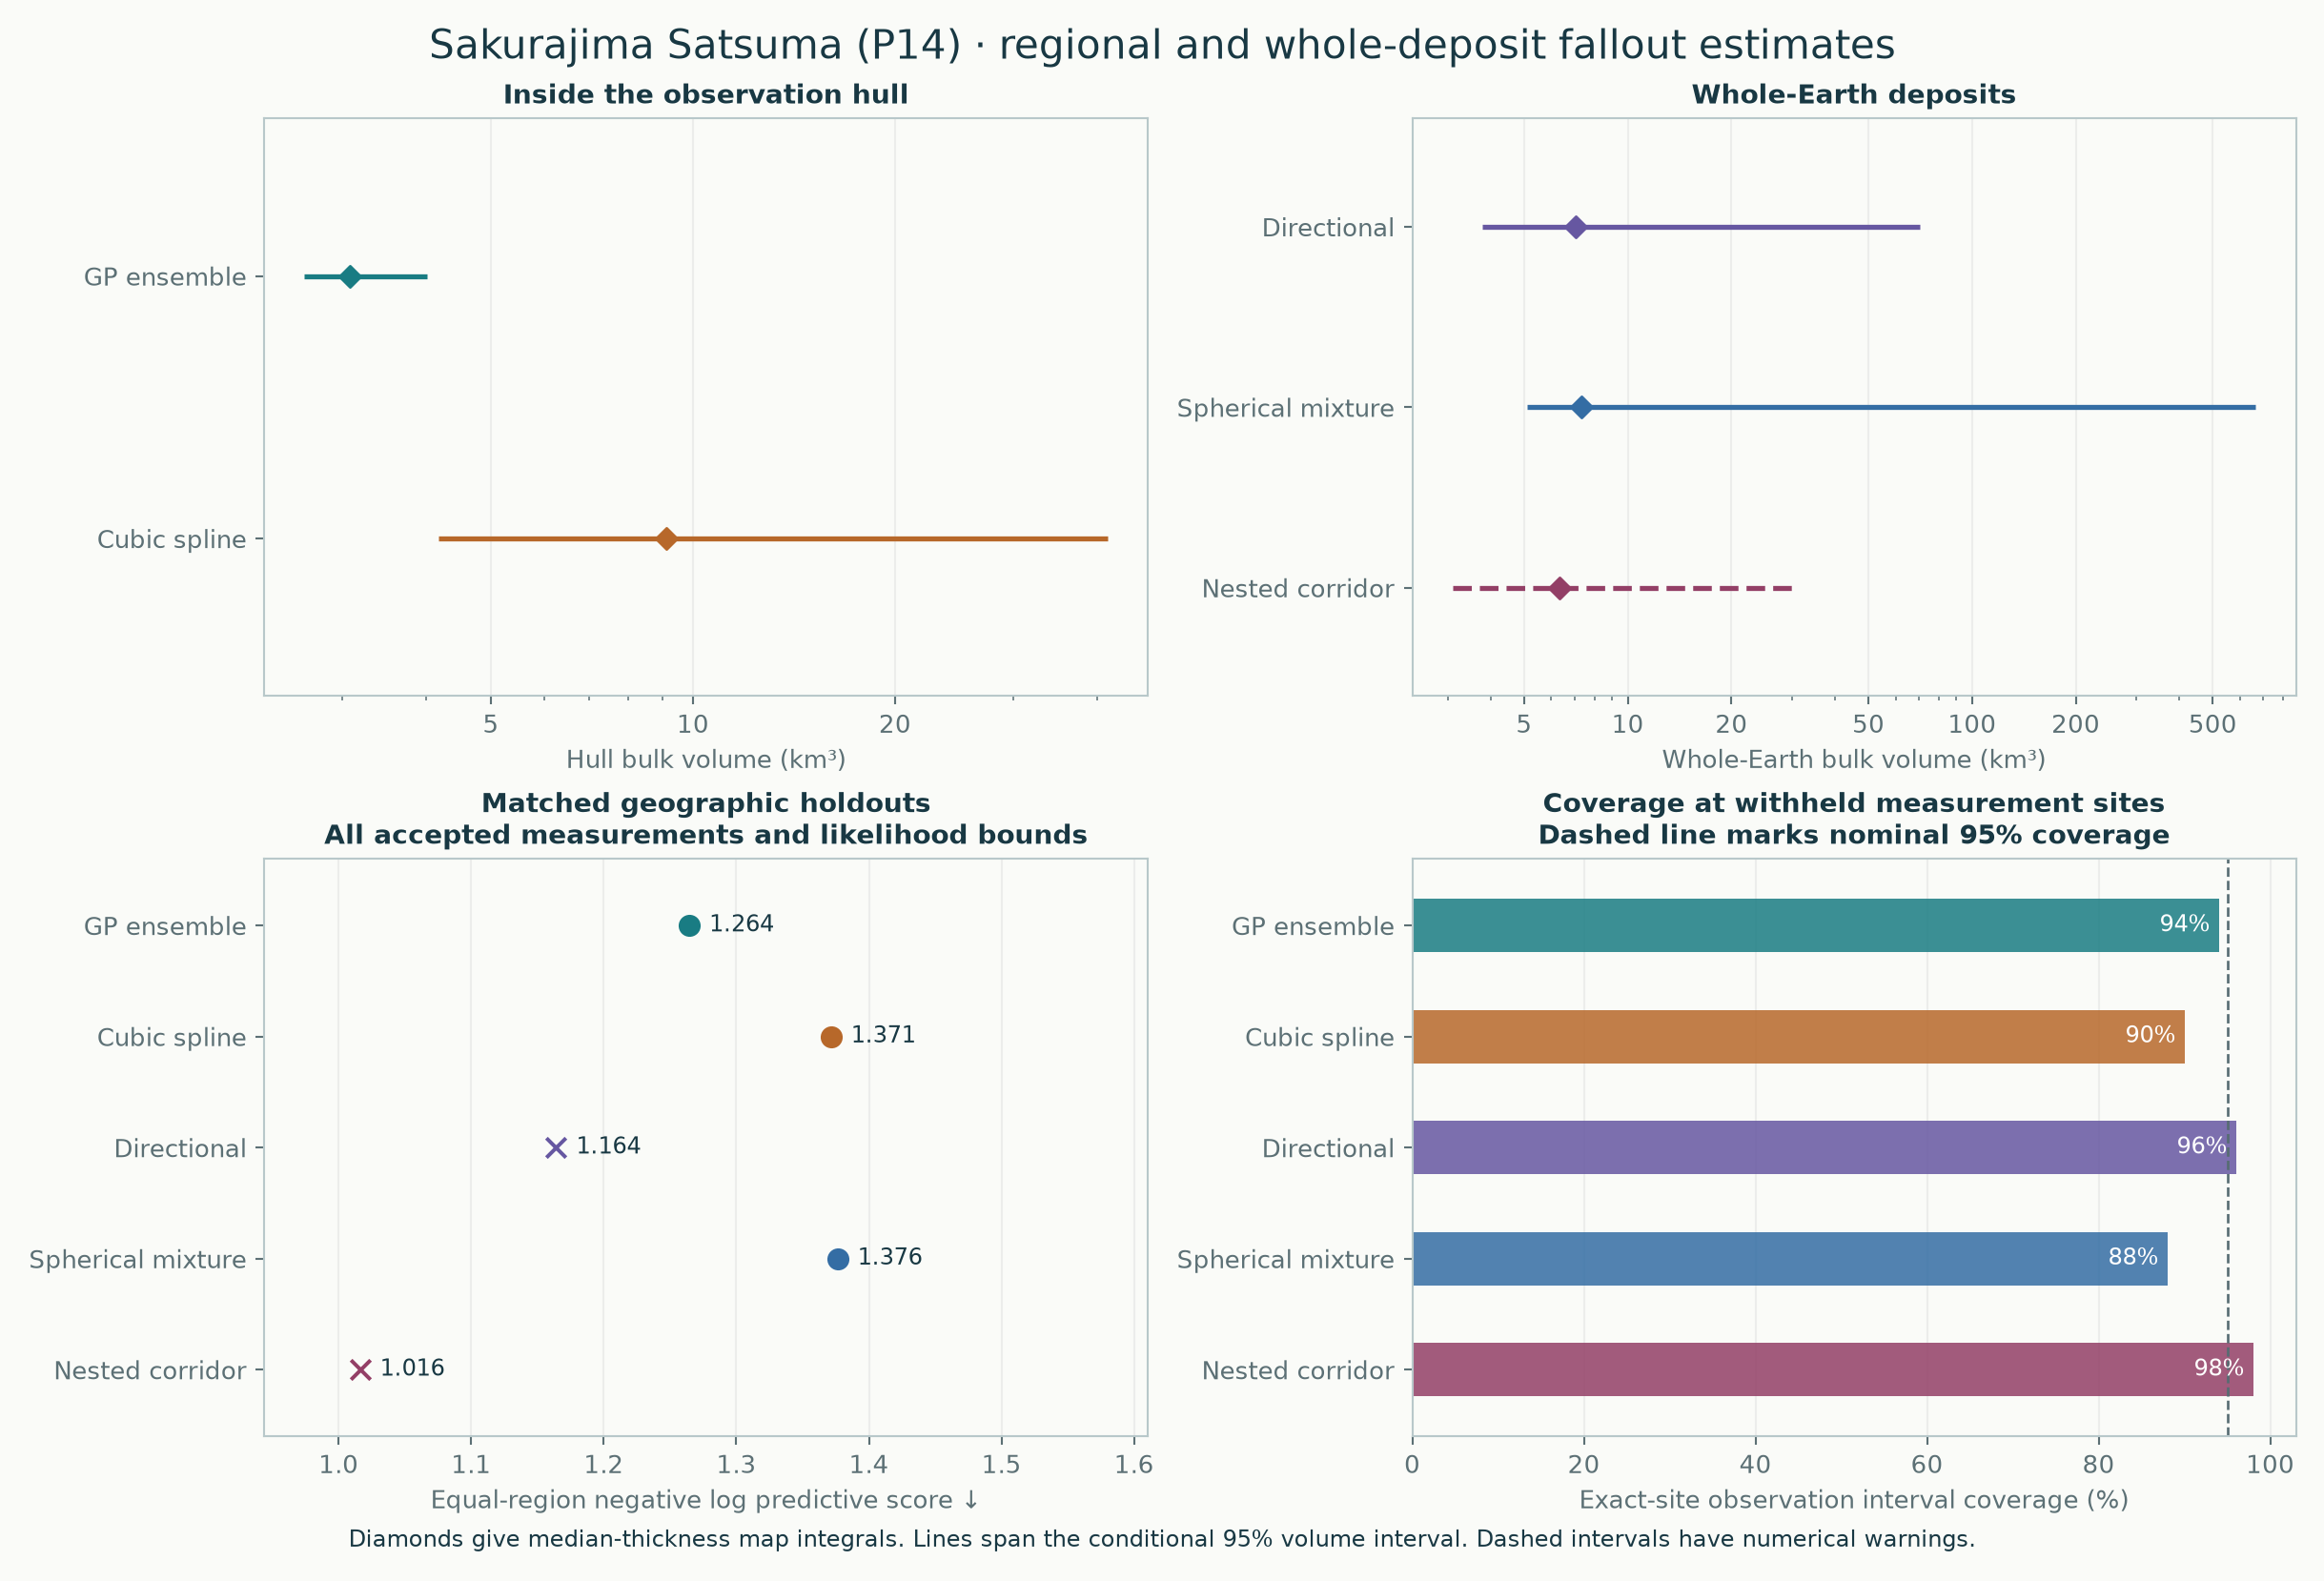 Sakurajima Satsuma (P14) · regional and whole-deposit fallout estimates
Inside the observation hull
GP ensemble
Cubic spline
5 10 20
Hull bulk volume (km³)
Whole-Earth deposits
Directional
Spherical mixture
Nested corridor
5 10 20 50 100 200 500
Whole-Earth bulk volume (km³)
Matched geographic holdouts
All accepted measurements and likelihood bounds
GP ensemble 1.264
Cubic spline 1.371
Directional 1.164
Spherical mixture 1.376
Nested corridor 1.016
1.0 1.1 1.2 1.3 1.4 1.5 1.6
Equal-region negative log predictive score ↓
Coverage at withheld measurement sites
Dashed line marks nominal 95% coverage
GP ensemble 94%
Cubic spline 90%
Directional 96%
Spherical mixture 88%
Nested corridor 98%
0 20 40 60 80 100
Exact-site observation interval coverage (%)
Diamonds give median-thickness map integrals. Lines span the conditional 95% volume interval. Dashed intervals have numerical warnings.